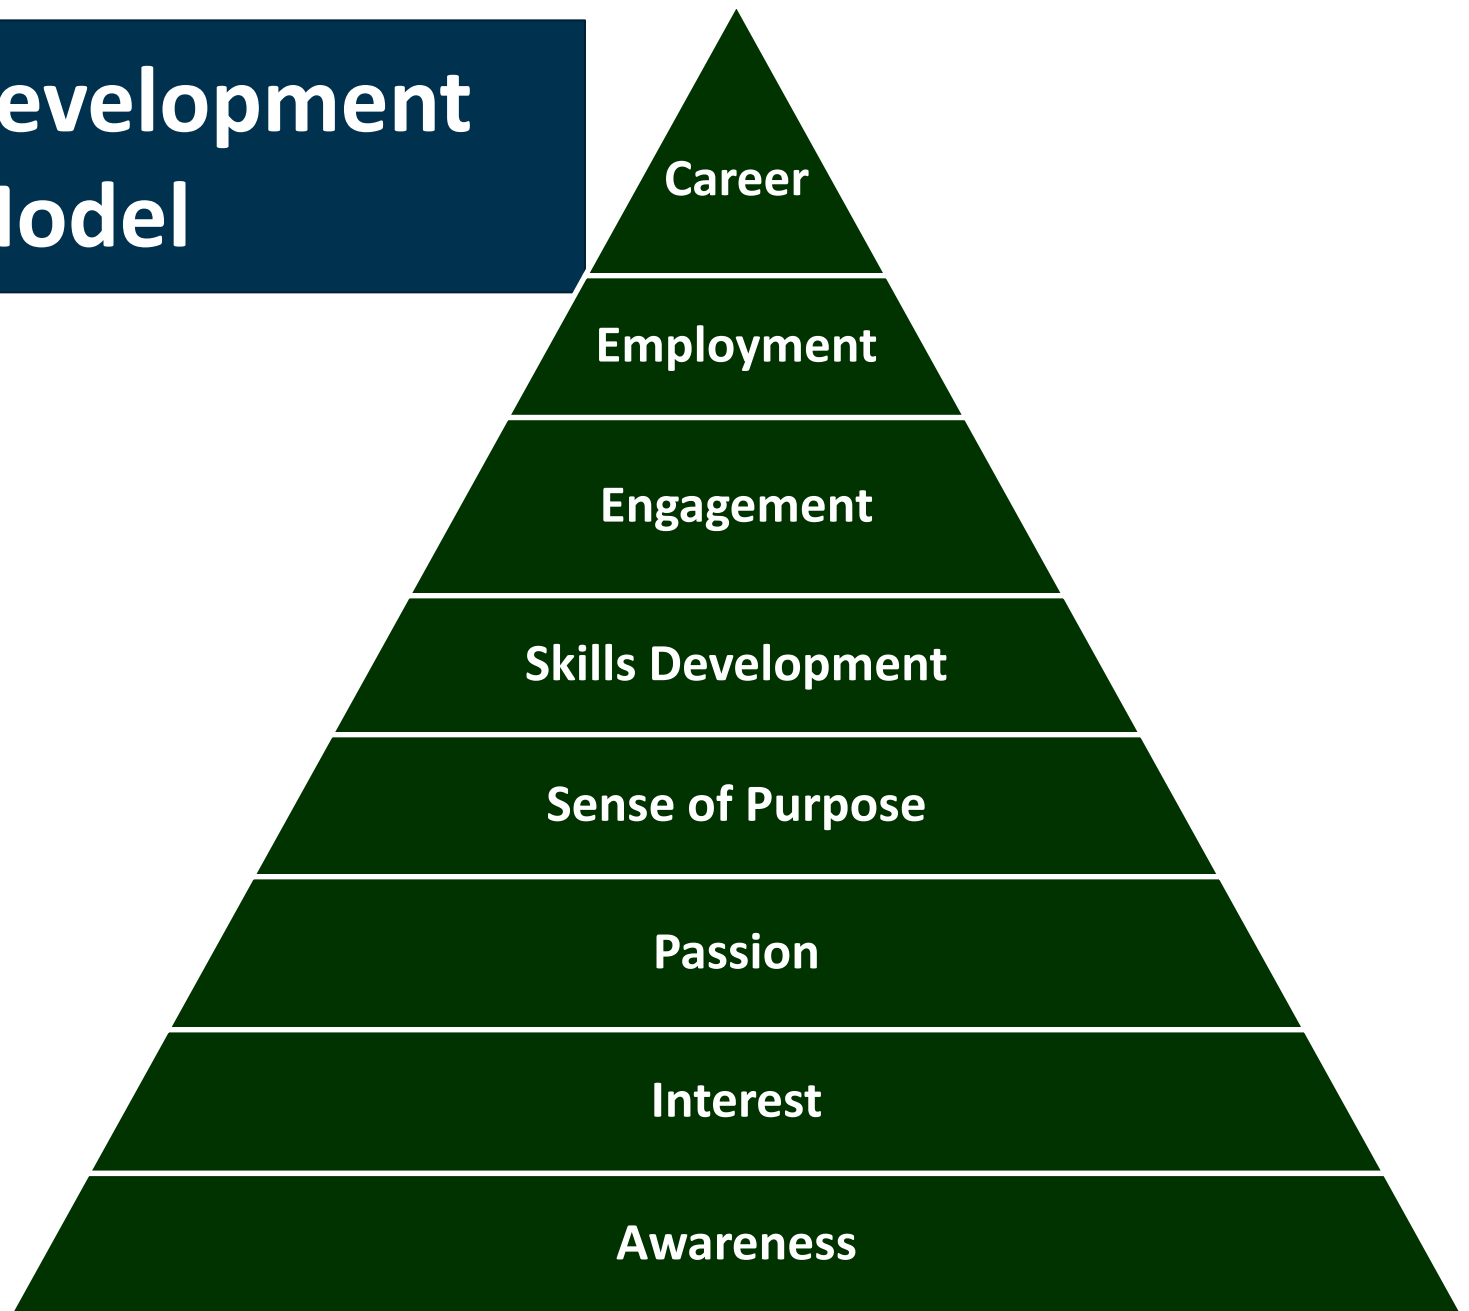 evelopment
odel
Career
Employment
Engagement
Skills Development
Sense of Purpose
Passion
Interest
Awareness